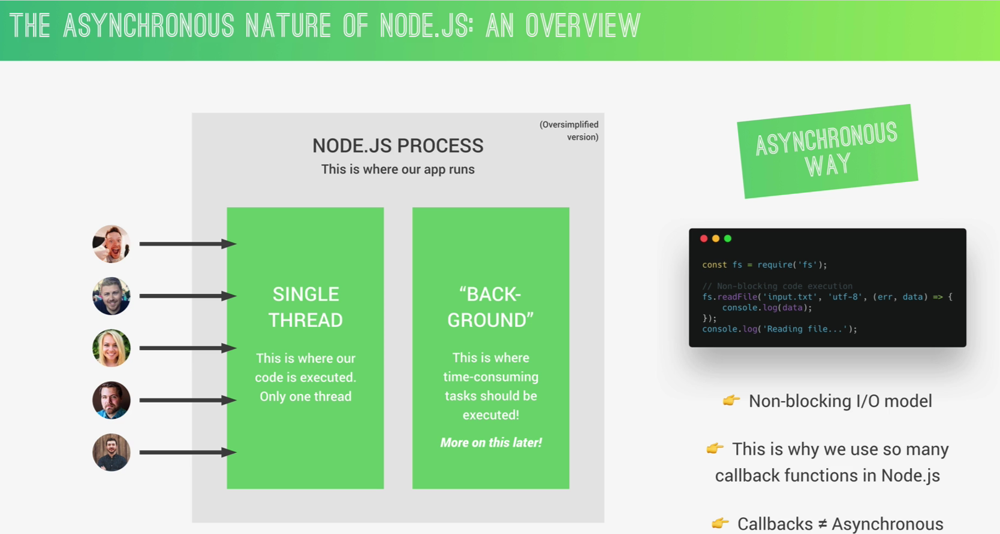 THE ASYNCHRONOUS NATURE OF NODE.JS: AN OVERVIEW
(Oversimplified
version)
NODE.JS PROCESS
This is where our app runs
SINGLE
THREAD
This is where our
code is executed.
Only one thread
“BACK-
GROUND”
This is where
time-consuming
tasks should be
executed!
More on this later!
ASYNCHRONOUS
WAY
const fs = require('fs');
// Non-blocking code execution
fs.readFile('input.txt', 'utf-8', (err, data) => {
    console.log(data);
});
console.log('Reading file...');
👉 Non-blocking I/O model
👉 This is why we use so many
callback functions in Node.js
👉 Callbacks ≠ Asynchronous